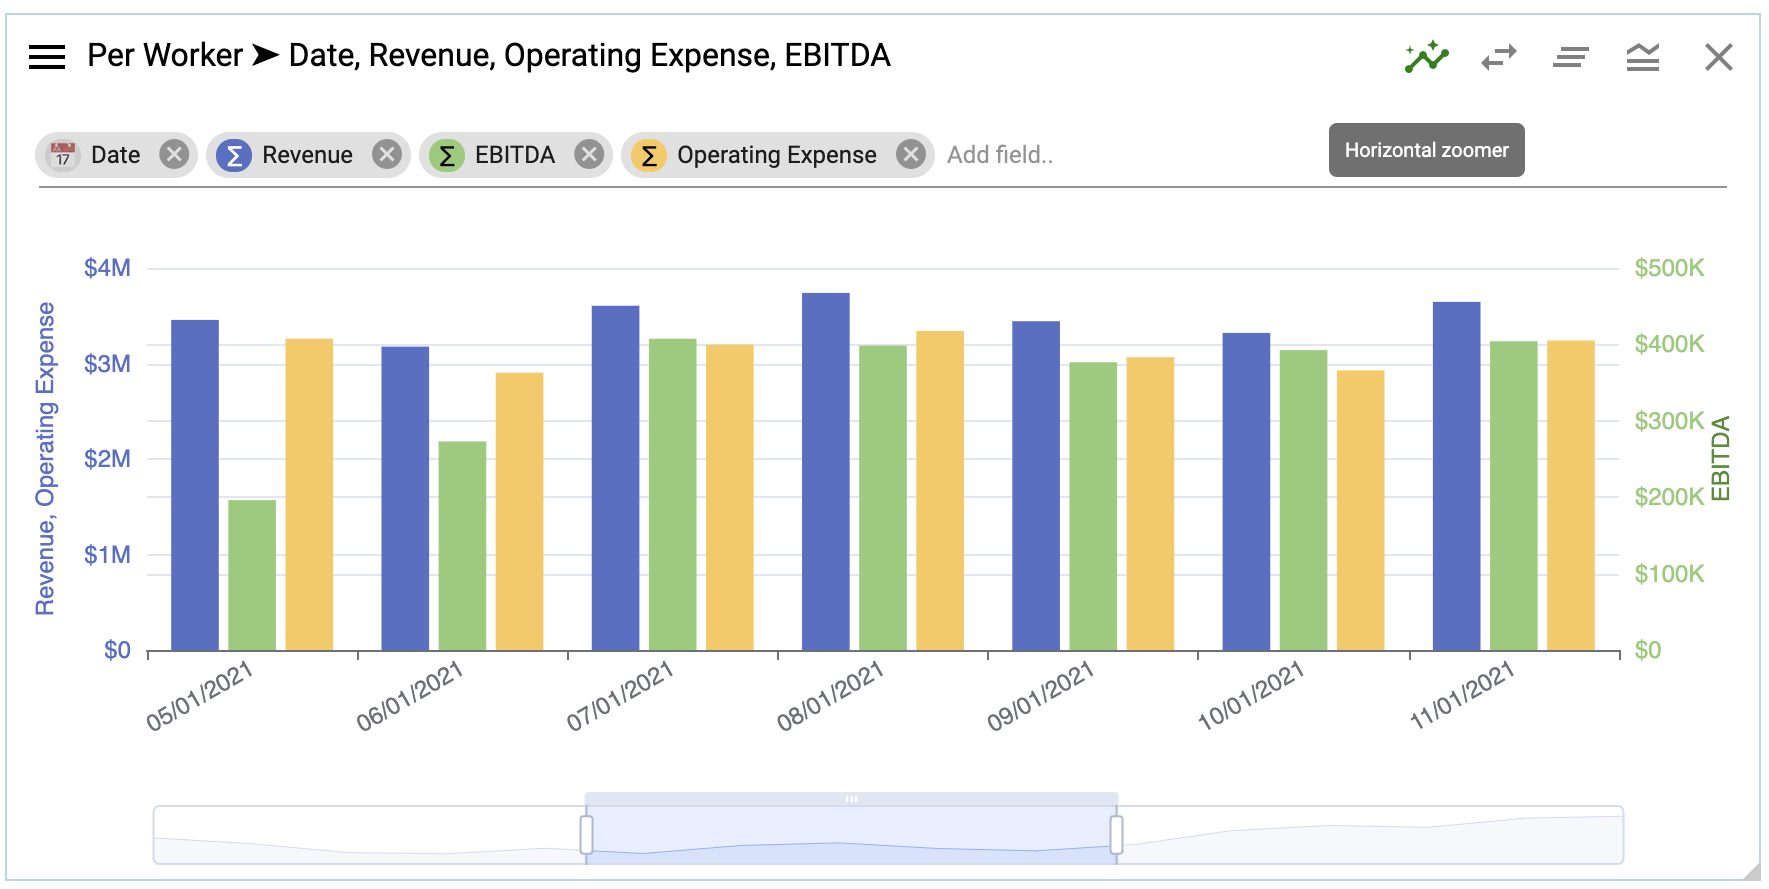 Per Worker ➤ Date, Revenue, Operating Expense, EBITDA
17 Date Σ Revenue Σ EBITDA Σ Operating Expense Add field..
Horizontal zoomer
Revenue, Operating Expense
$4M
$3M
$2M
$1M
$0
$500K
$400K
$300K
$200K
$100K
$0
EBITDA
05/01/2021 06/01/2021 07/01/2021 08/01/2021 09/01/2021 10/01/2021 11/01/2021